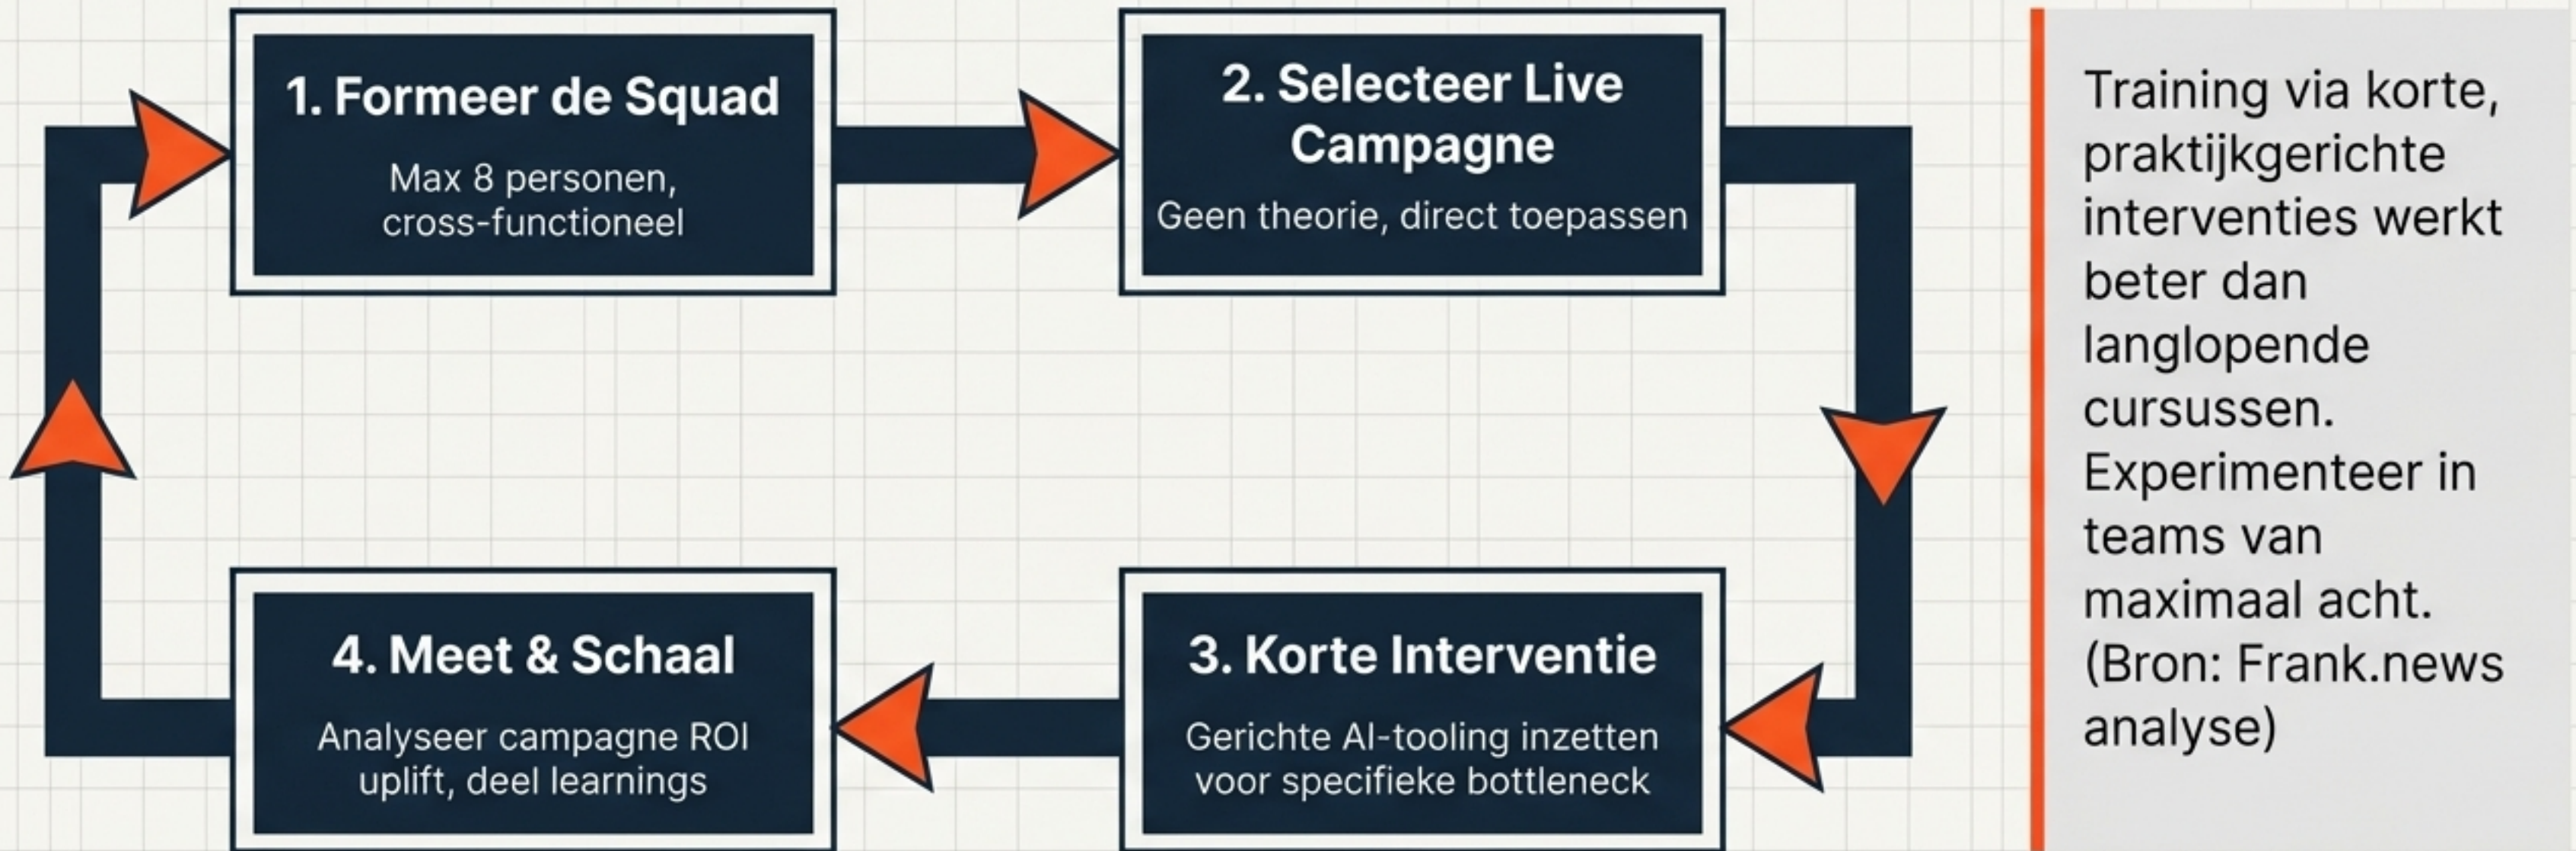 1. Formeer de Squad
Max 8 personen,
cross-functioneel
2. Selecteer Live
Campagne
Geen theorie, direct toepassen
3. Korte Interventie
Gerichte AI-tooling inzetten
voor specifieke bottleneck
4. Meet & Schaal
Analyseer campagne ROI
uplift, deel learnings
Training via korte,
praktijkgerichte
interventies werkt
beter dan
langlopende
cursussen.
Experimenteer in
teams van
maximaal acht.
(Bron: Frank.news
analyse)